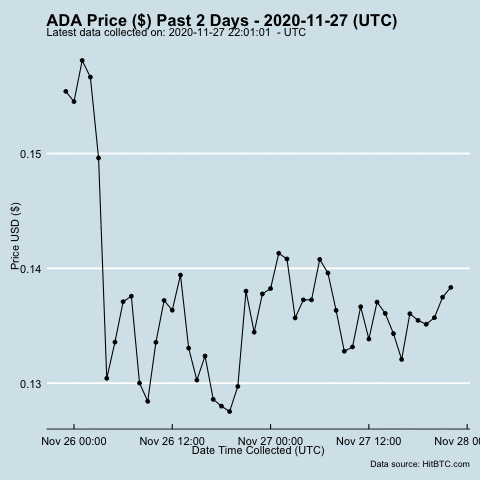 ADA Price ($) Past 2 Days - 2020-11-27 (UTC)
Latest data collected on: 2020-11-27 22:01:01 - UTC
0.15
0.14
0.13
Price USD ($)
Nov 26 00:00 Nov 26 12:00 Nov 27 00:00 Nov 27 12:00 Nov 28 0
Date Time Collected (UTC)
Data source: HitBTC.com